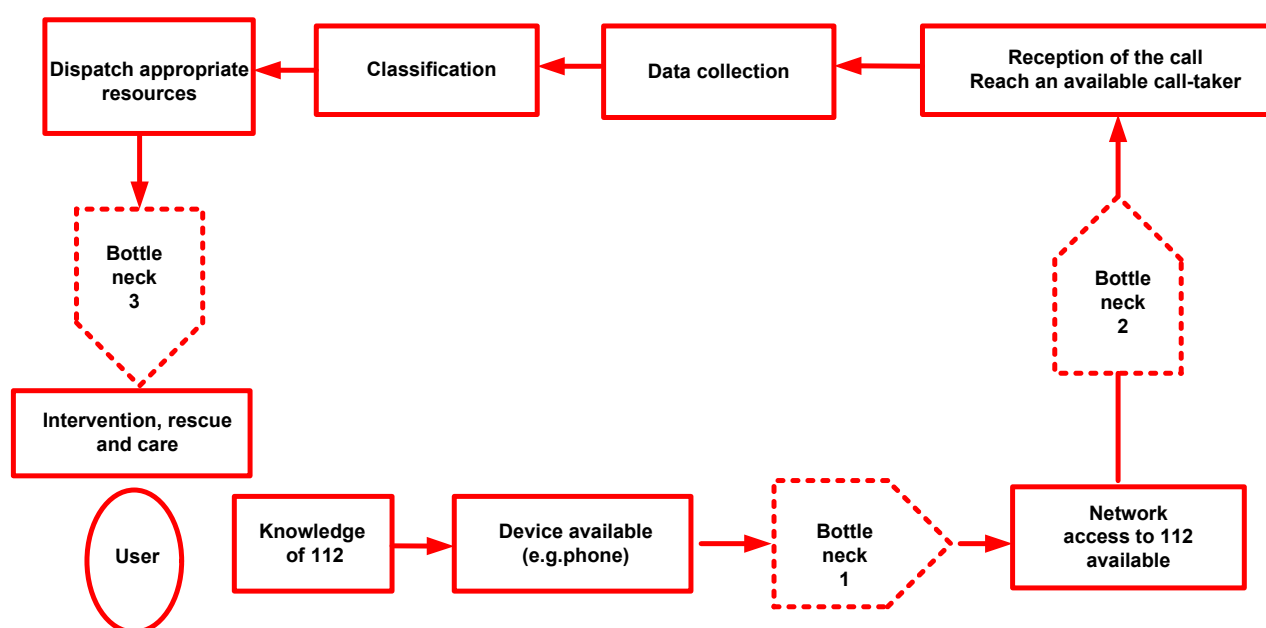 Dispatch appropriate
resources
Classification
Data collection
Reception of the call
Reach an available call-taker
Bottle
neck
3
Bottle
neck
2
Intervention, rescue
and care
User
Knowledge
of 112
Device available
(e.g.phone)
Bottle
neck
1
Network
access to 112
available